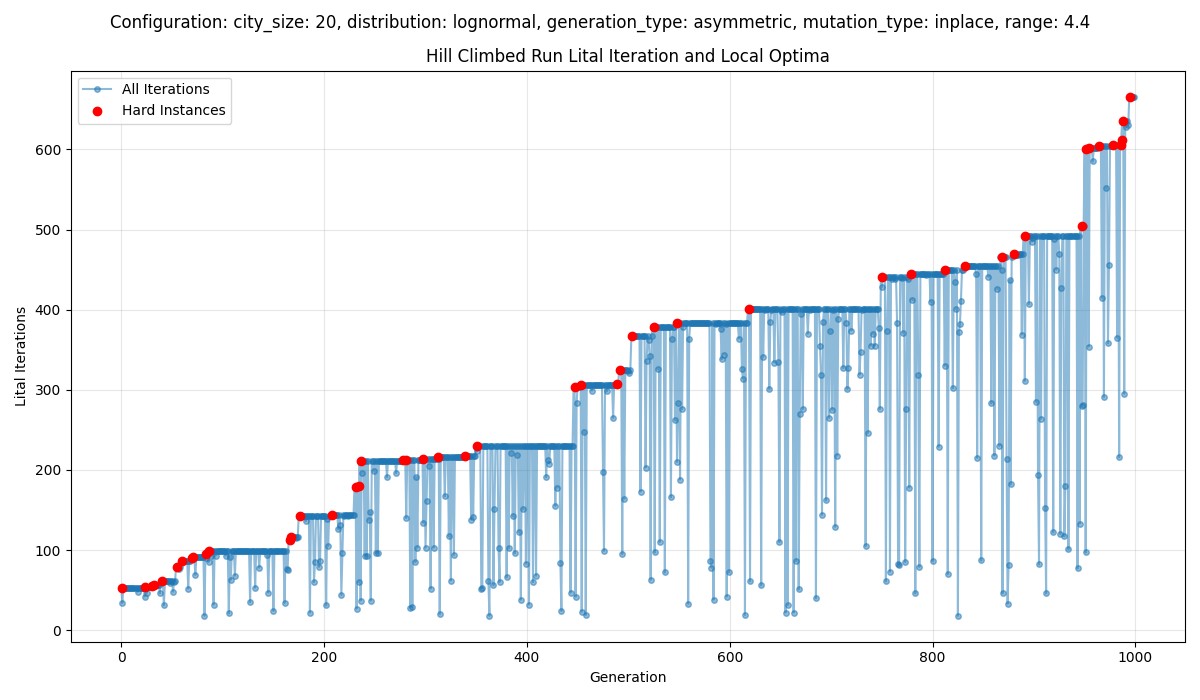 Configuration: city_size: 20, distribution: lognormal, generation_type: asymmetric, mutation_type: inplace, range: 4.4
Hill Climbed Run Lital Iteration and Local Optima
All Iterations
Hard Instances
Lital Iterations
600
500
400
300
200
100
0
0 200 400 600 800 1000
Generation